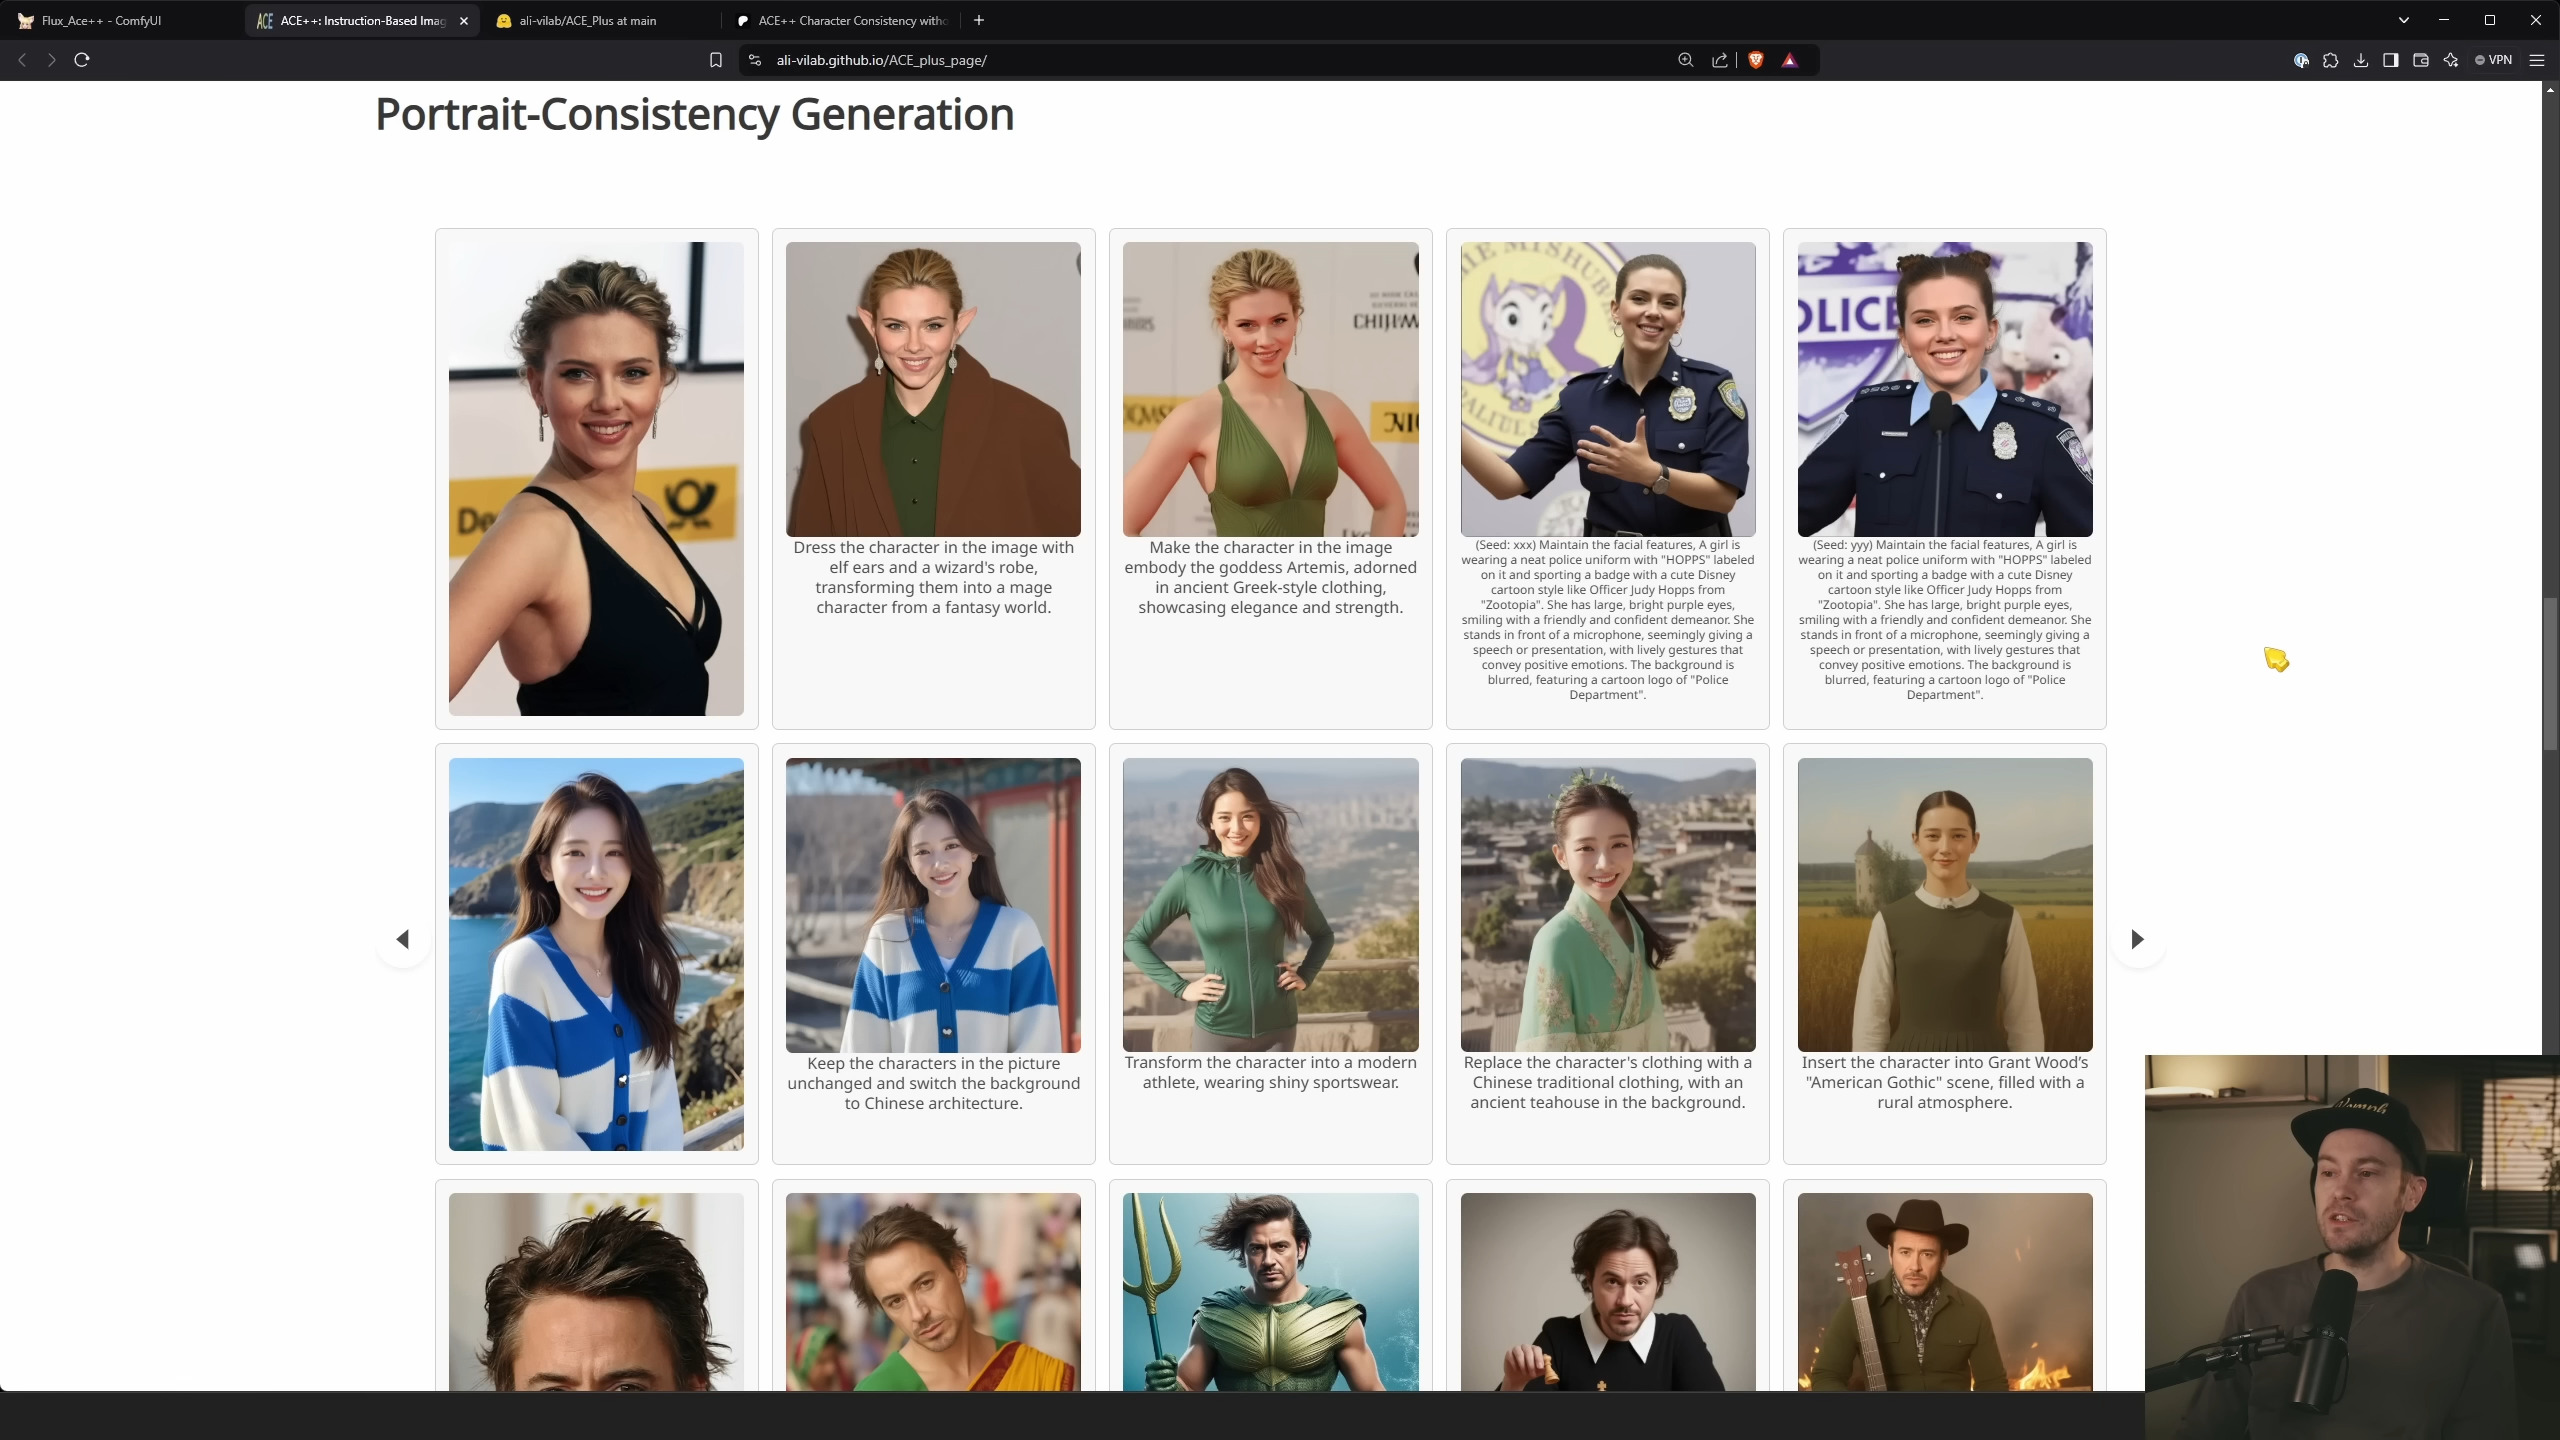 Flux_Ace++ - ComfyUI
ACE++: Instruction-Based Imag
ali-vilab/ACE_Plus at main
ACE++ Character Consistency witho
ali-vilab.github.io/ACE_plus_page/
VPN
Portrait-Consistency Generation
De
CHIJ
OLICE
Dress the character in the image with
elf ears and a wizard's robe,
transforming them into a mage
character from a fantasy world.
Make the character in the image
embody the goddess Artemis, adorned
in ancient Greek-style clothing,
showcasing elegance and strength.
(Seed: xxx) Maintain the facial features, A girl is
wearing a neat police uniform with "HOPPS" labeled
on it and sporting a badge with a cute Disney
cartoon style like Officer Judy Hopps from
"Zootopia". She has large, bright purple eyes,
smiling with a friendly and confident demeanor. She
stands in front of a microphone, seemingly giving a
speech or presentation, with lively gestures that
convey positive emotions. The background is
blurred, featuring a cartoon logo of "Police
Department".
(Seed: yyy) Maintain the facial features, A girl is
wearing a neat police uniform with "HOPPS" labeled
on it and sporting a badge with a cute Disney
cartoon style like Officer Judy Hopps from
"Zootopia". She has large, bright purple eyes,
smiling with a friendly and confident demeanor. She
stands in front of a microphone, seemingly giving a
speech or presentation, with lively gestures that
convey positive emotions. The background is
blurred, featuring a cartoon logo of "Police
Department".
Keep the characters in the picture
unchanged and switch the background
to Chinese architecture.
Transform the character into a modern
athlete, wearing shiny sportswear.
Replace the character's clothing with a
Chinese traditional clothing, with an
ancient teahouse in the background.
Insert the character into Grant Wood’s
"American Gothic" scene, filled with a
rural atmosphere.